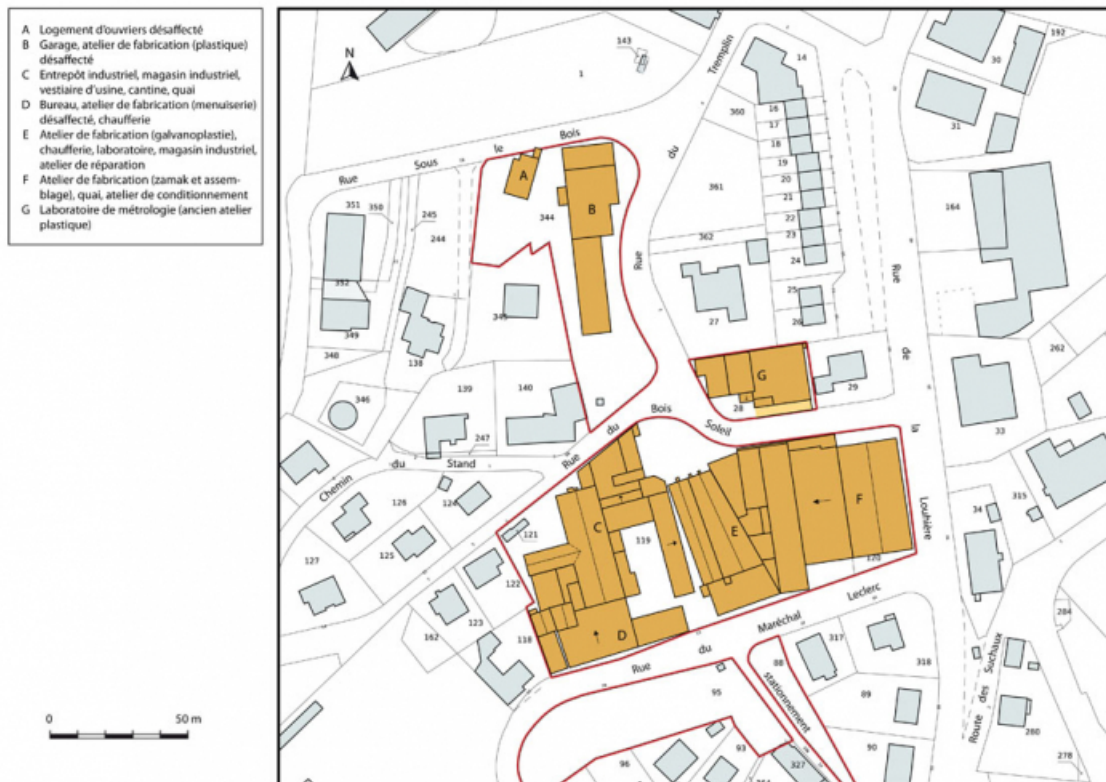 A Logement d'ouvriers désaffecté
B Garage, atelier de fabrication (plastique)
désaffecté
C Entrepôt industriel, magasin industriel,
vestiaire d'usine, cantine, quai
D Bureau, atelier de fabrication (menuiserie)
désaffecté, chaufferie
E Atelier de fabrication (galvanoplastie),
chaufferie, laboratoire, magasin industriel,
atelier de réparation
F Atelier de fabrication (zamak et assem-
blage), quai, atelier de conditionnement
G Laboratoire de métrologie (ancien atelier
plastique)
N
0 50 m
Rue Sous le Bois
Rue du Tremplin
Rue du Bois Soleil
Chemin du Stand
Rue de la Louhière
Rue du Maréchal Leclerc
stationnement
Route des Suchaux
A
B
C
D
E
F
G
143
1
14
192
30
31
360
16
17
18
19
20
21
22
23
24
25
26
361
362
164
351
350
245
244
344
352
349
348
138
345
27
28
29
262
33
346
139
140
247
126
124
125
127
121
122
123
162
118
119
120
34
315
284
317
318
88
89
90
95
93
96
327
280
278